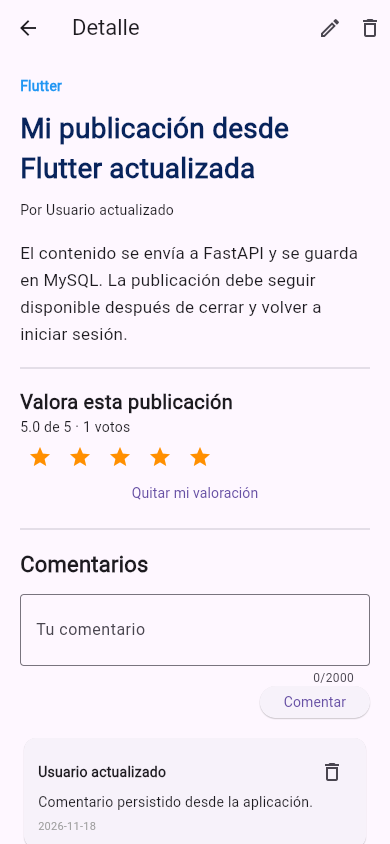 Detalle
Flutter
Mi publicación desde
Flutter actualizada
Por Usuario actualizado
El contenido se envía a FastAPI y se guarda
en MySQL. La publicación debe seguir
disponible después de cerrar y volver a
iniciar sesión.
Valora esta publicación
5.0 de 5 · 1 votos
Quitar mi valoración
Comentarios
Tu comentario
0/2000
Comentar
Usuario actualizado
Comentario persistido desde la aplicación.
2026-11-18